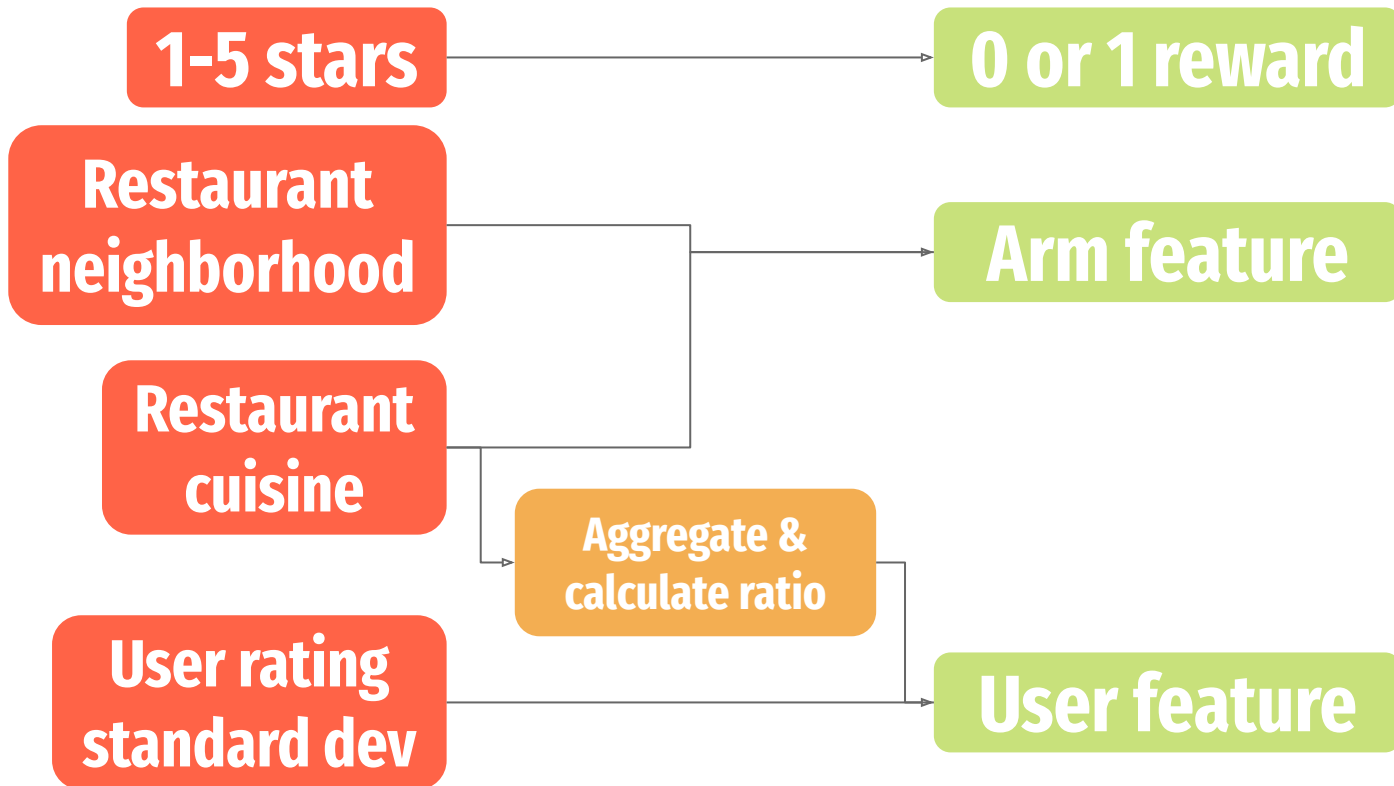 1-5 stars
0 or 1 reward
Restaurant
neighborhood
Arm feature
Restaurant
cuisine
Aggregate &
calculate ratio
User rating
standard dev
User feature